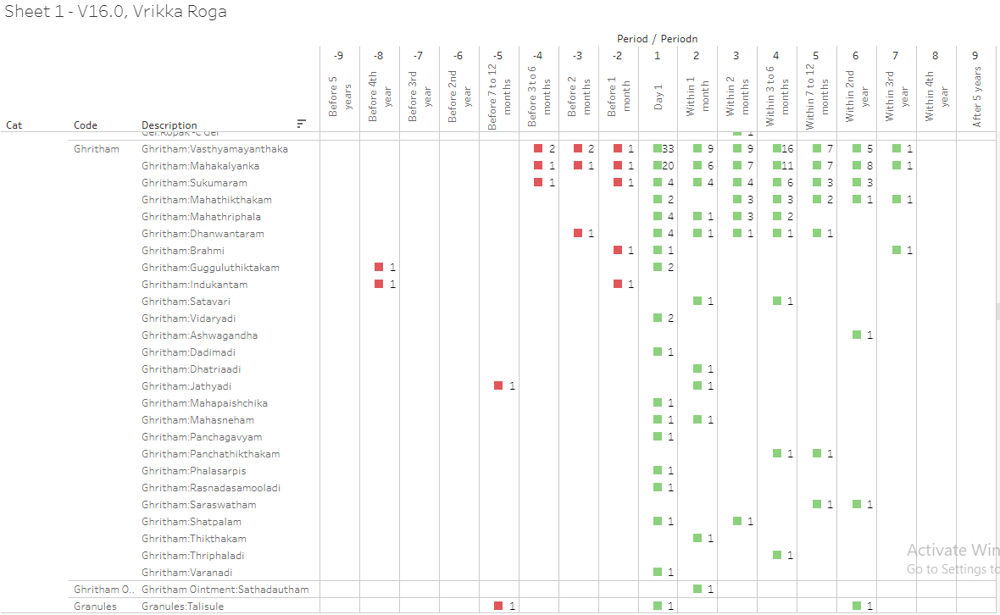 Sheet 1 - V16.0, Vrikka Roga
Period / Periodn
-9 -8 -7 -6 -5 -4 -3 -2 1 2 3 4 5 6 7 8 9
Cat Code Description Before 5 years Before 4th year Before 3rd year Before 2nd year Before 7 to 12 months Before 3 to 6 months Before 2 months Before 1 month Day 1 Within 1 month Within 2 months Within 3 to 6 months Within 7 to 12 months Within 2nd year Within 3rd year Within 4th year After 5 years
Gel:Ropak -C Gel 1
Ghritham Ghritham:Vasthyamayanthaka 2 2 1 33 9 9 16 7 5 1
Ghritham:Mahakalyanka 1 1 1 20 6 7 11 7 8 1
Ghritham:Sukumaram 1 1 4 4 4 6 3 3
Ghritham:Mahathikthakam 2 3 3 2 1 1
Ghritham:Mahathriphala 4 1 3 2
Ghritham:Dhanwantaram 1 4 1 1 1 1
Ghritham:Brahmi 1 1 1
Ghritham:Gugguluthiktakam 1 2
Ghritham:Indukantam 1 1
Ghritham:Satavari 1 1
Ghritham:Vidaryadi 2
Ghritham:Ashwagandha 1
Ghritham:Dadimadi 1
Ghritham:Dhatriaadi 1
Ghritham:Jathyadi 1 1
Ghritham:Mahapaishchika 1
Ghritham:Mahasneham 1 1
Ghritham:Panchagavyam 1
Ghritham:Panchathikthakam 1 1
Ghritham:Phalasarpis 1
Ghritham:Rasnadasamooladi 1
Ghritham:Saraswatham 1 1
Ghritham:Shatpalam 1 1
Ghritham:Thikthakam 1
Ghritham:Thriphaladi 1
Ghritham:Varanadi 1
Ghritham O.. Ghritham Ointment:Sathadautham 1
Granules Granules:Talisule 1 1 1
Activate Win
Go to Settings to